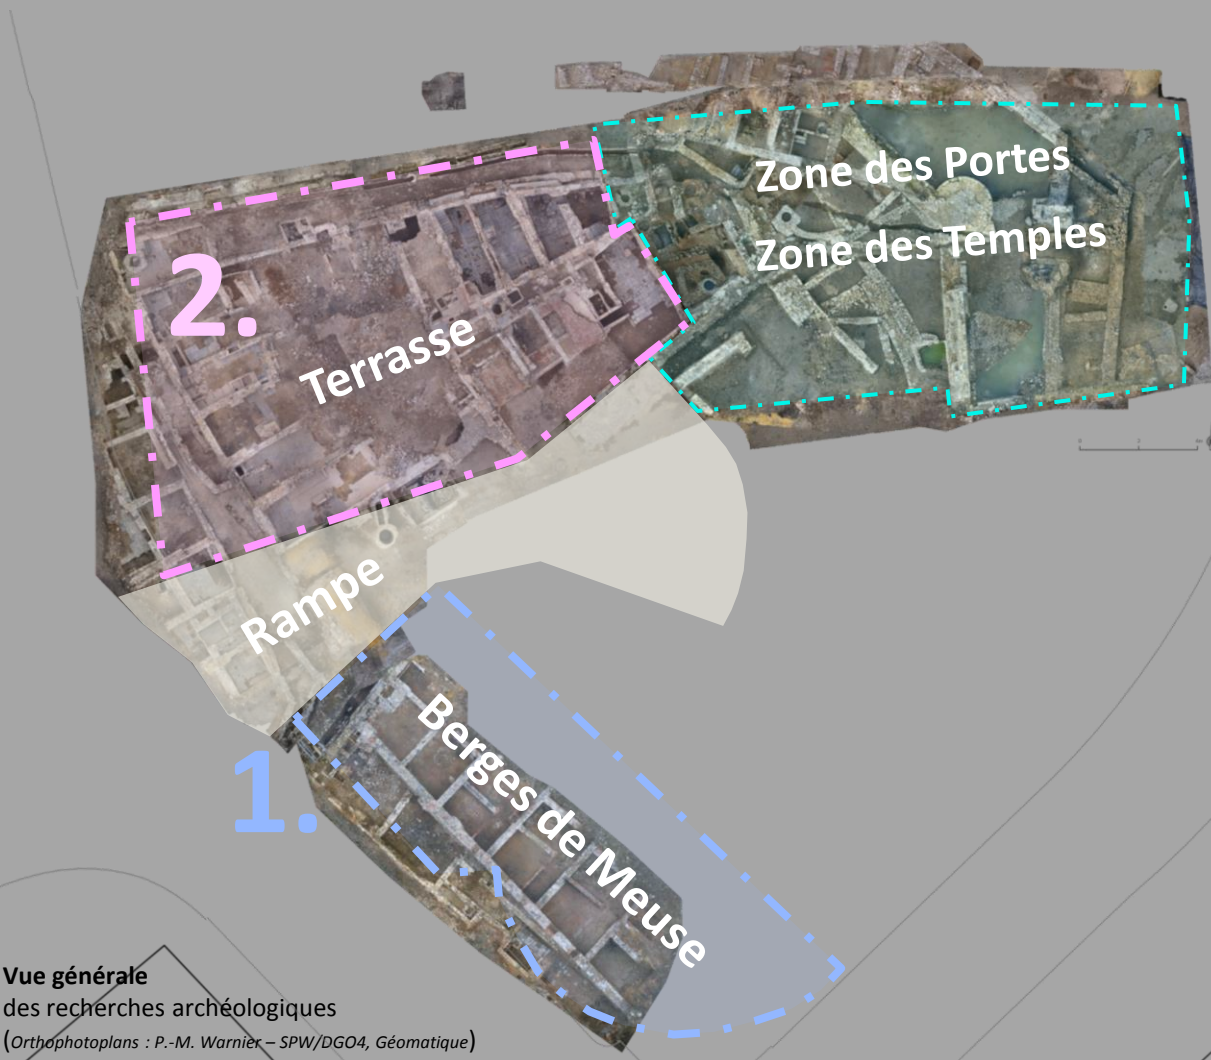 Zone des Portes
Zone des Temples
2.
Terrasse
Rampe
1.
Berges de Meuse
Vue générale
des recherches archéologiques
(Orthophotoplans : P.-M. Warnier – SPW/DGO4, Géomatique)